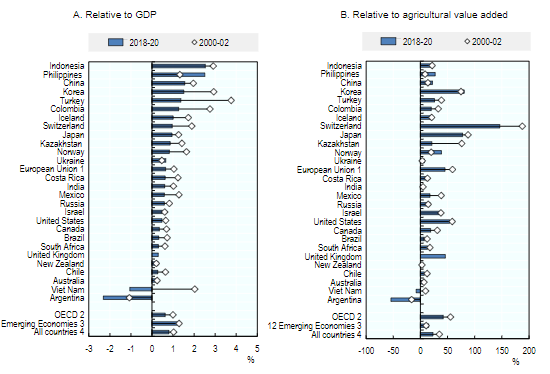 A. Relative to GDP
2018-20 2000-02
Indonesia
Philippines
China
Korea
Turkey
Colombia
Iceland
Switzerland
Japan
Kazakhstan
Norway
Ukraine
European Union 1
Costa Rica
India
Mexico
Russia
Israel
United States
Canada
Brazil
South Africa
United Kingdom
New Zealand
Chile
Australia
Viet Nam
Argentina
OECD 2
Emerging Economies 3
All countries 4
-3 -2 -1 0 1 2 3 4 5
%
B. Relative to agricultural value added
2018-20 2000-02
Indonesia
Philippines
China
Korea
Turkey
Colombia
Iceland
Switzerland
Japan
Kazakhstan
Norway
Ukraine
European Union 1
Costa Rica
India
Mexico
Russia
Israel
United States
Canada
Brazil
South Africa
United Kingdom
New Zealand
Chile
Australia
Viet Nam
Argentina
OECD 2
12 Emerging Economies 3
All countries 4
-100 -50 0 50 100 150 200
%